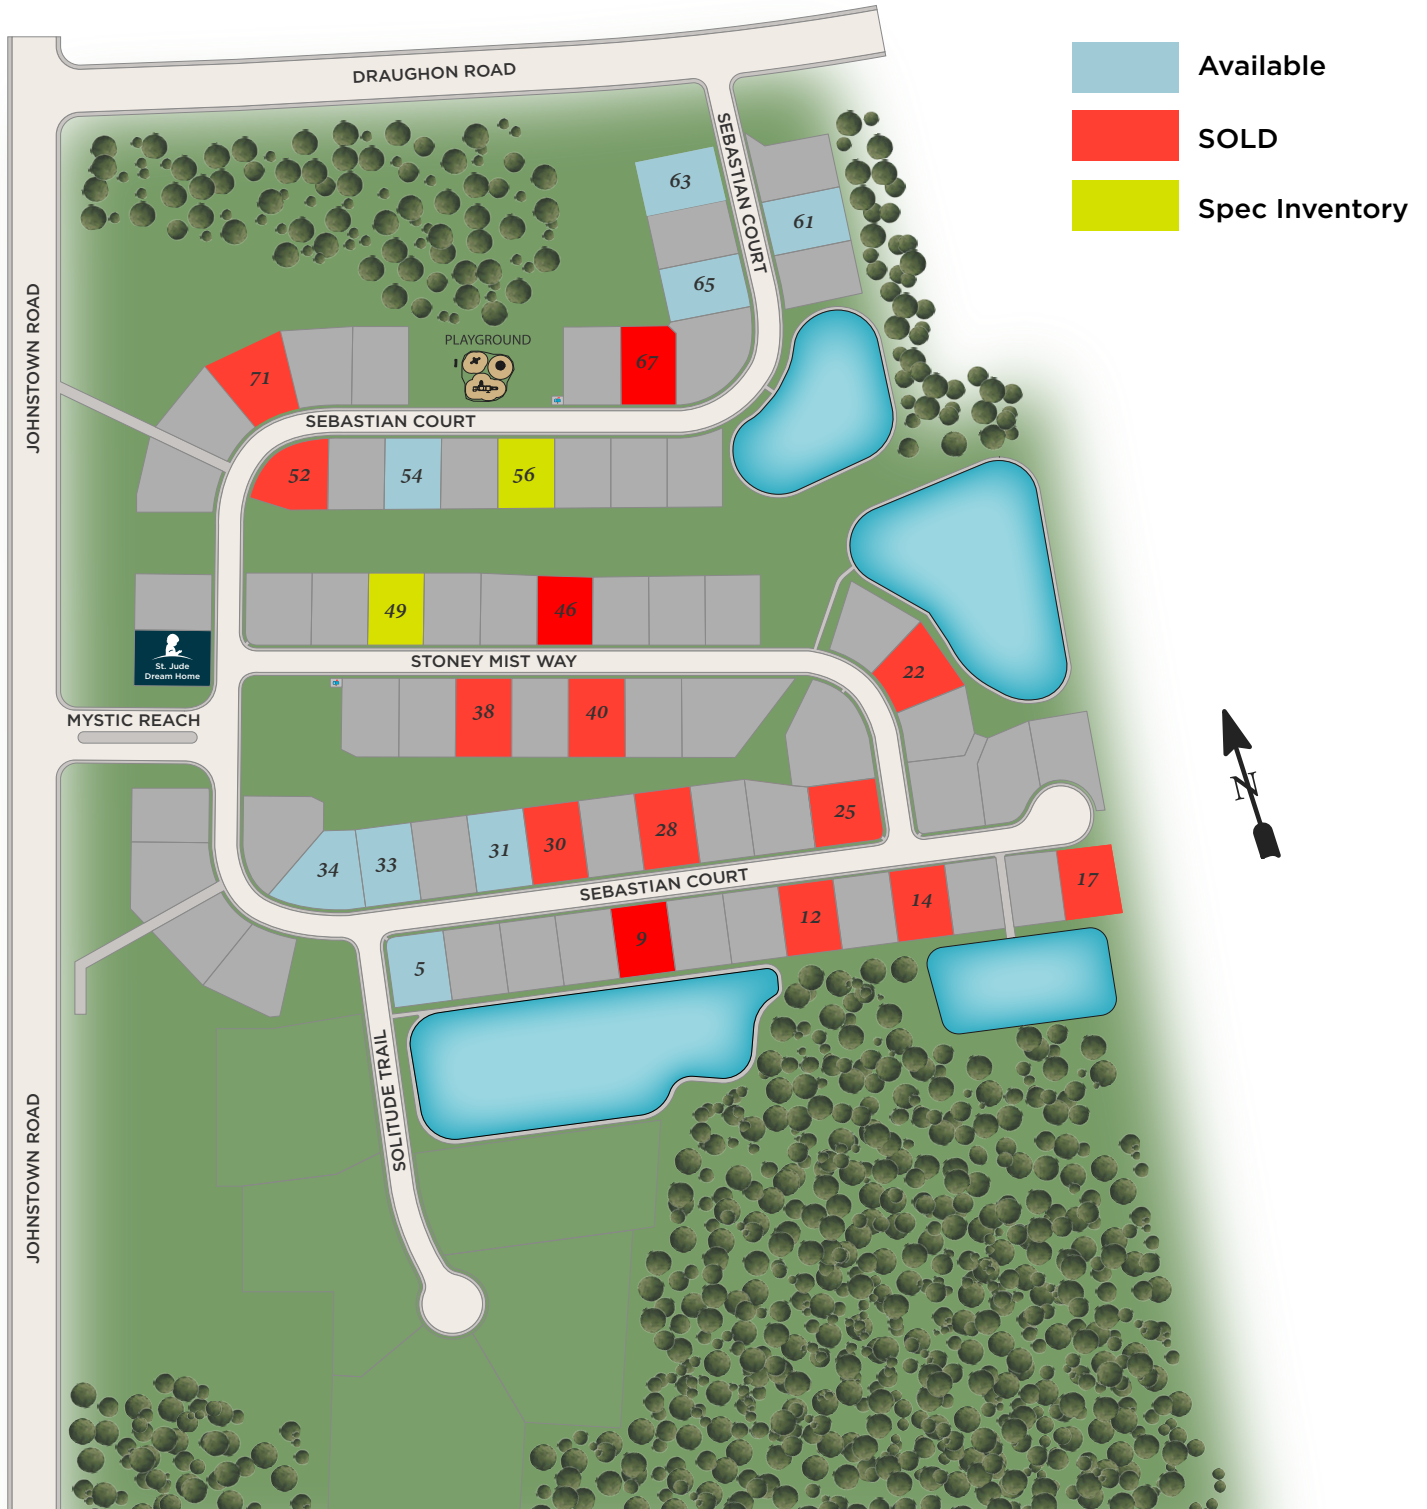 DRAUGHON ROAD
Available
SOLD
Spec Inventory
SEBASTIAN COURT
63
61
65
JOHNSTOWN ROAD
PLAYGROUND
67
71
SEBASTIAN COURT
52
54
56
49
46
St. Jude
Dream Home
STONEY MIST WAY
22
MYSTIC REACH
38
40
N
25
28
30
31
33
34
SEBASTIAN COURT
17
14
12
9
5
SOLITUDE TRAIL
JOHNSTOWN ROAD